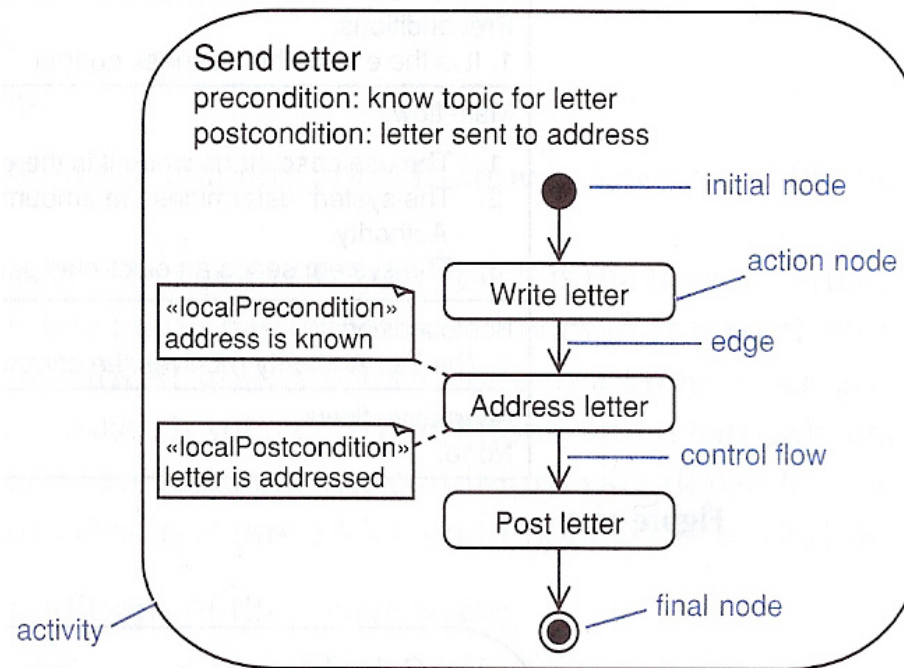 Send letter
precondition: know topic for letter
postcondition: letter sent to address
initial node
action node
Write letter
«localPrecondition»
address is known
edge
Address letter
«localPostcondition»
letter is addressed
control flow
Post letter
final node
activity